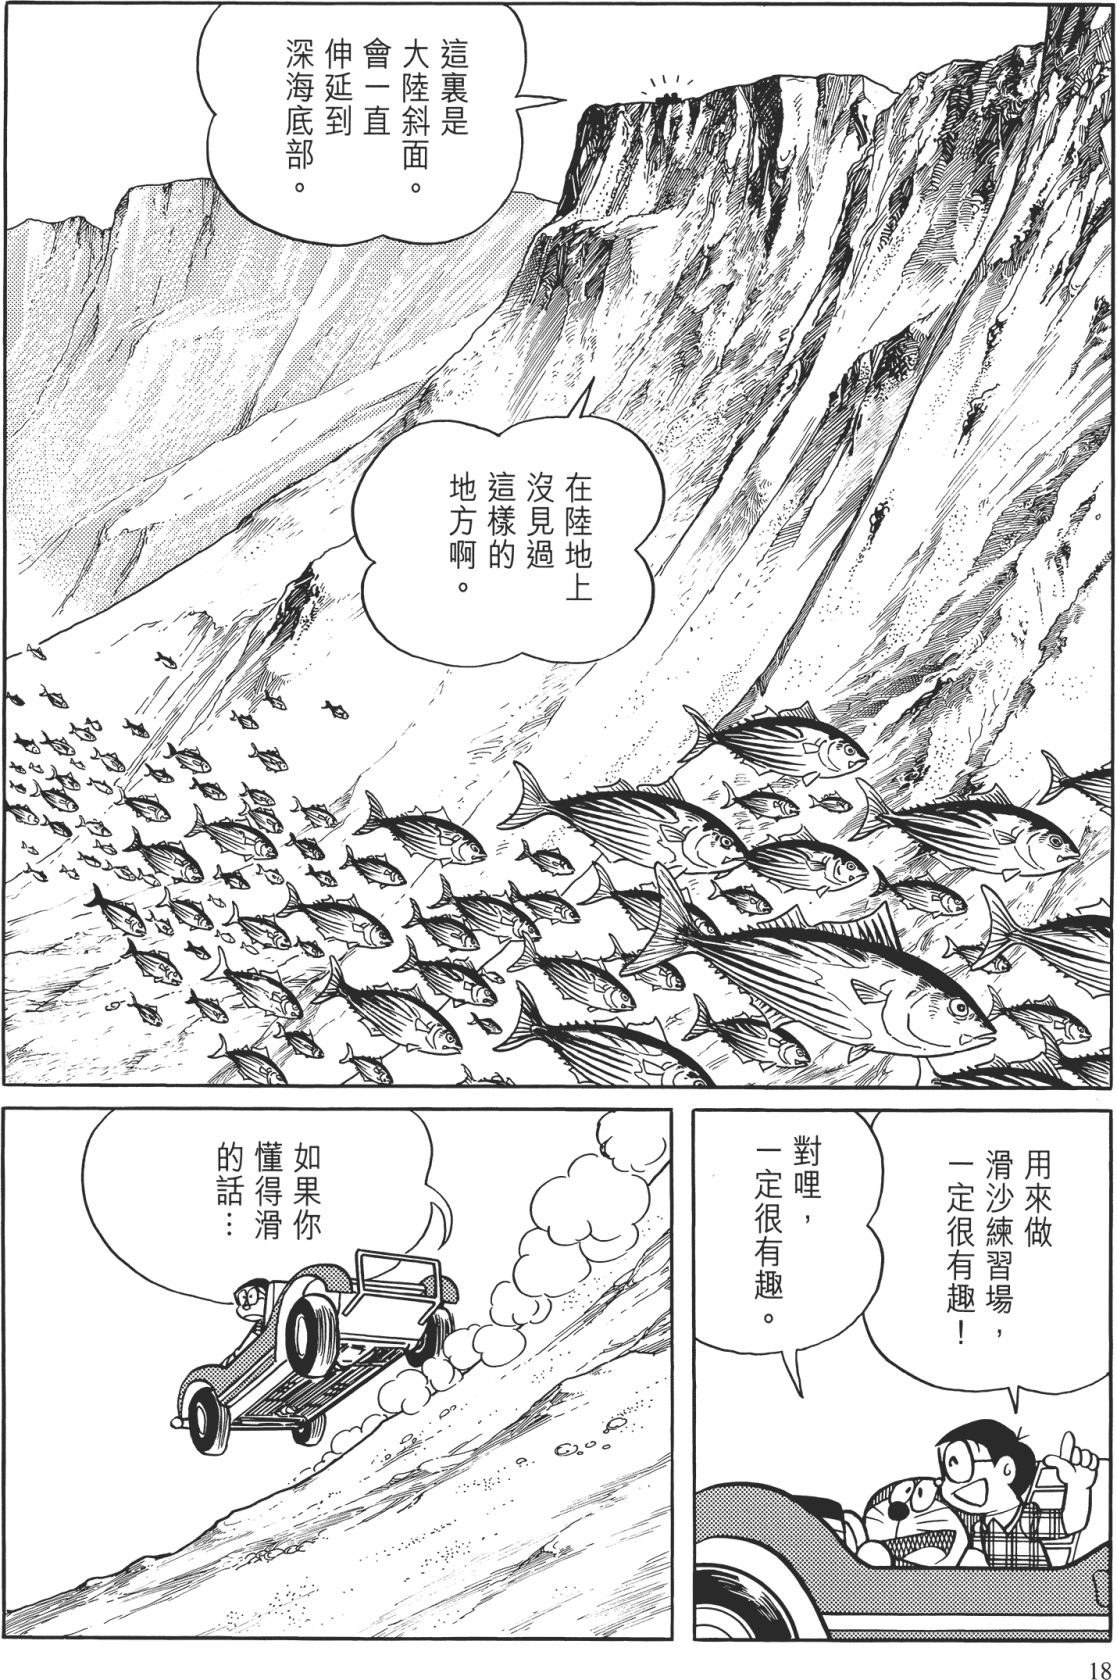 這裏是
大陸斜面。
會一直
伸延到
深海底部。
在陸地上
沒見過
這樣的
地方啊。
用來做
滑沙練習場，
一定很有趣！
對哩，
一定很有趣。
如果你
懂得滑
的話…
18